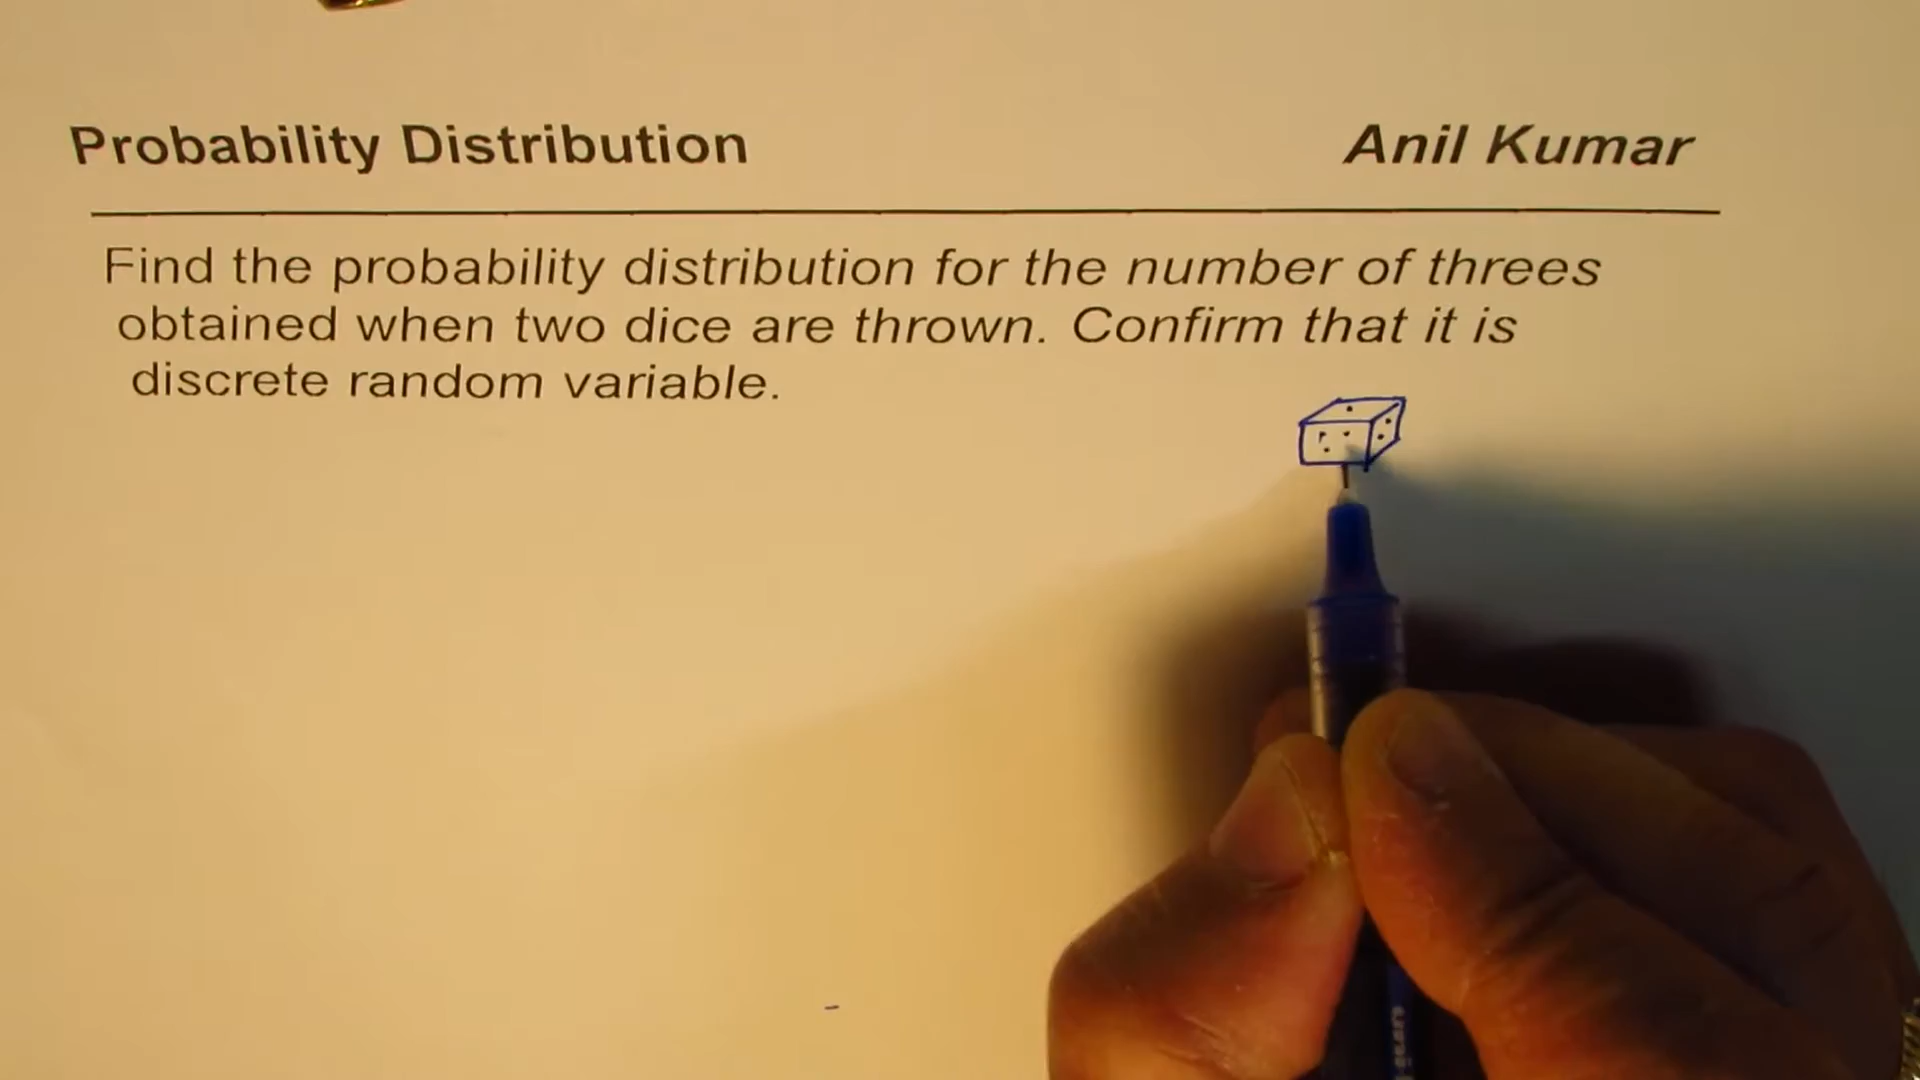 Probability Distribution Anil Kumar
Find the probability distribution for the number of threes
obtained when two dice are thrown. Confirm that it is
discrete random variable.